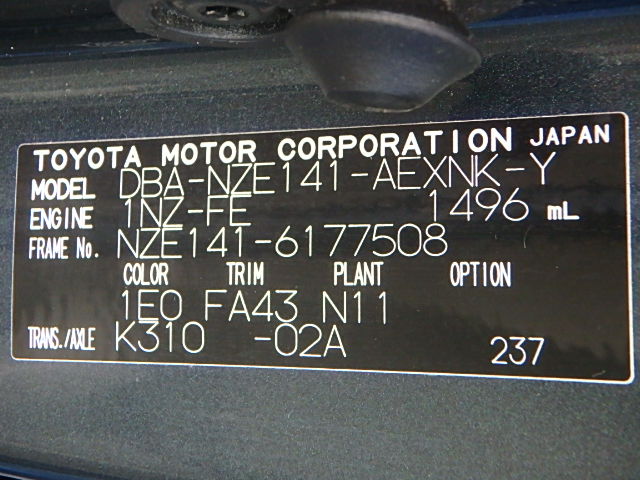 TOYOTA MOTOR CORPORATION JAPAN
MODEL DBA-NZE141-AEXNK-Y
ENGINE 1NZ-FE 1496 mL
FRAME No. NZE141-6177508
COLOR TRIM PLANT OPTION
1E0 FA43 N11
TRANS./AXLE K310 -02A 237